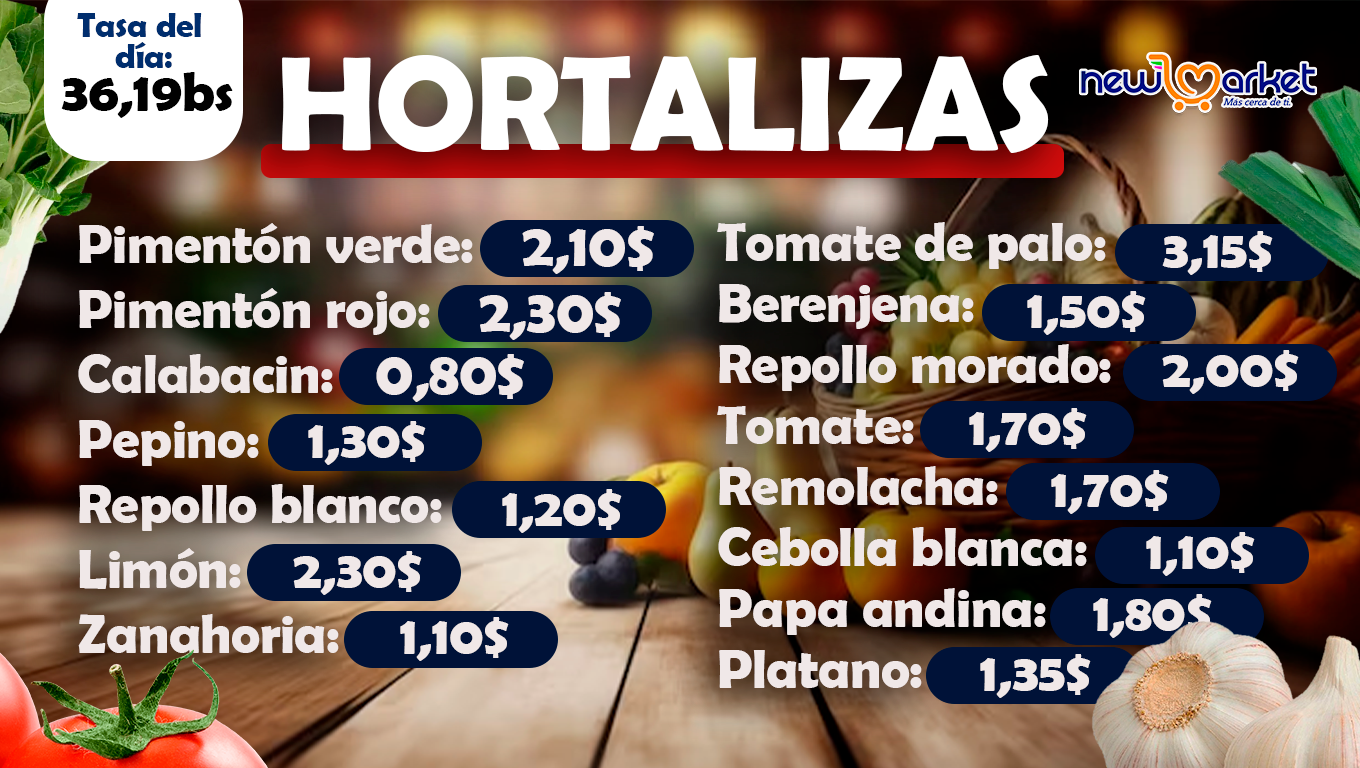 Tasa del
día:
36,19bs
HORTALIZAS
new market
Más cerca de ti.
Pimentón verde: 2,10$
Pimentón rojo: 2,30$
Calabacin: 0,80$
Pepino: 1,30$
Repollo blanco: 1,20$
Limón: 2,30$
Zanahoria: 1,10$
Tomate de palo: 3,15$
Berenjena: 1,50$
Repollo morado: 2,00$
Tomate: 1,70$
Remolacha: 1,70$
Cebolla blanca: 1,10$
Papa andina: 1,80$
Platano: 1,35$